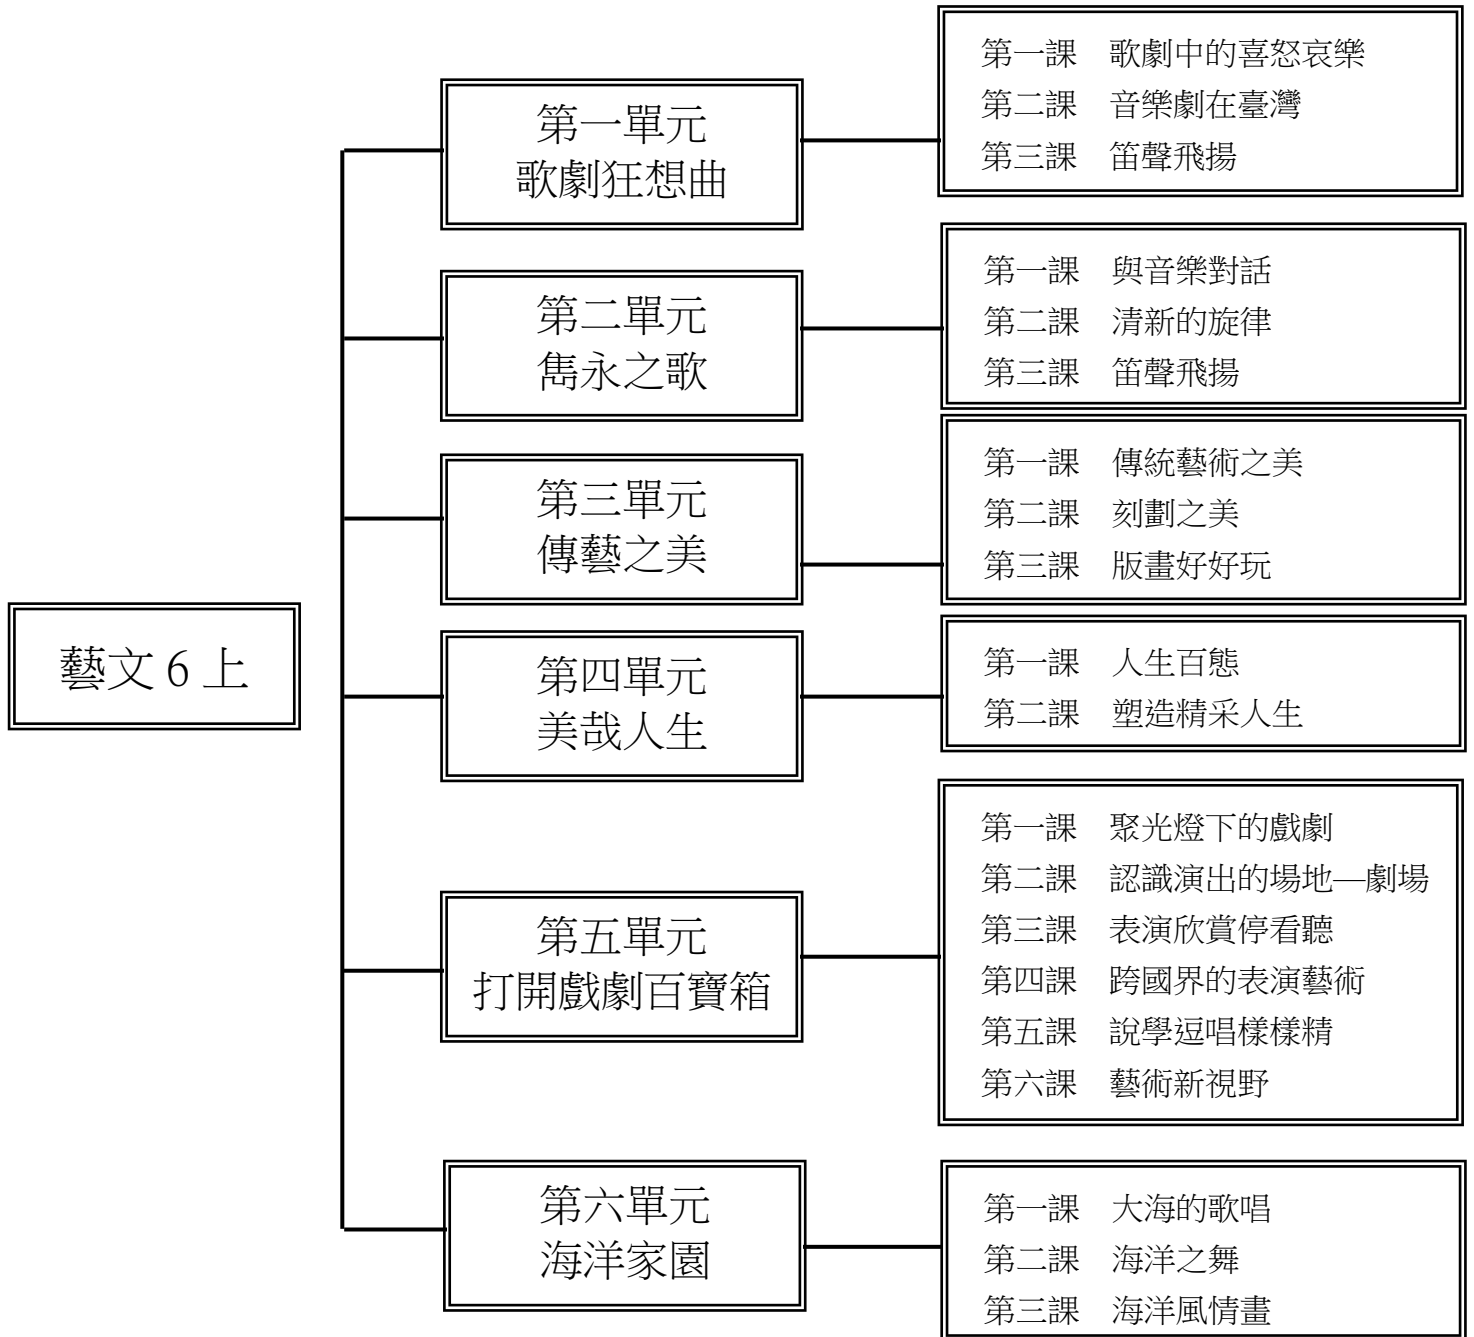 藝文 6 上
第一單元
歌劇狂想曲
第一課　歌劇中的喜怒哀樂
第二課　音樂劇在臺灣
第三課　笛聲飛揚
第二單元
雋永之歌
第一課　與音樂對話
第二課　清新的旋律
第三課　笛聲飛揚
第三單元
傳藝之美
第一課　傳統藝術之美
第二課　刻劃之美
第三課　版畫好好玩
第四單元
美哉人生
第一課　人生百態
第二課　塑造精采人生
第五單元
打開戲劇百寶箱
第一課　聚光燈下的戲劇
第二課　認識演出的場地—劇場
第三課　表演欣賞停看聽
第四課　跨國界的表演藝術
第五課　說學逗唱樣樣精
第六課　藝術新視野
第六單元
海洋家園
第一課　大海的歌唱
第二課　海洋之舞
第三課　海洋風情畫